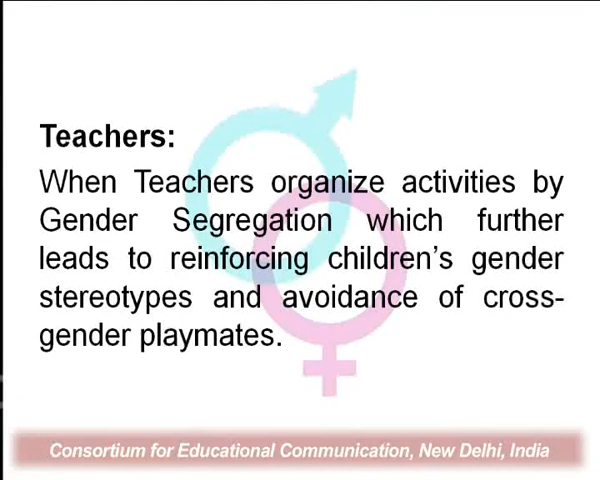 Teachers:
When Teachers organize activities by
Gender Segregation which further
leads to reinforcing children's gender
stereotypes and avoidance of cross-
gender playmates.
Consortium for Educational Communication, New Delhi, India